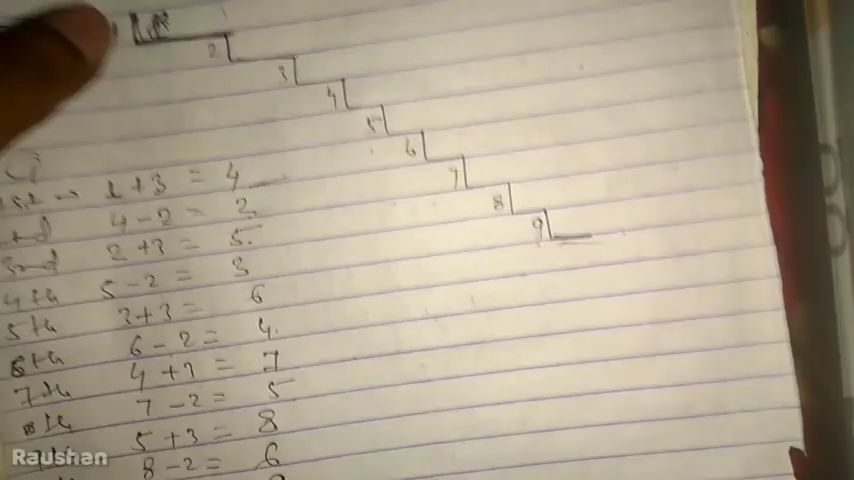 2
3
4
5
6
7
8
9
1st → 1+3 = 4
4-2 = 2
3rd 2+3 = 5
4th 5-2 = 3
5th 3+3 = 6
6th 6-2 = 4
7th 4+3 = 7
8th 7-2 = 5
5+3 = 8
8-2 = 6
Raushan